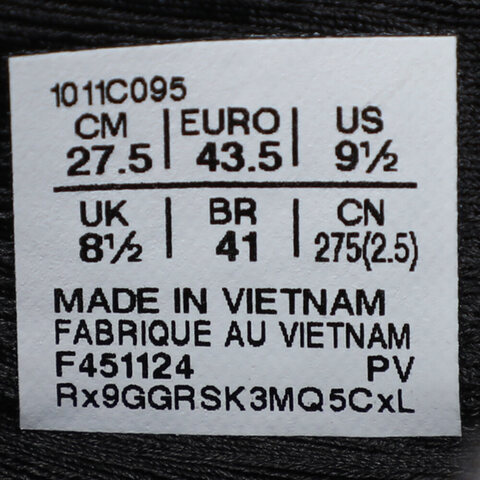 1011C095
CM | EURO | US
27.5 | 43.5 | 9½
UK | BR | CN
8½ | 41 | 275(2.5)
MADE IN VIETNAM
FABRIQUE AU VIETNAM
F451124 PV
Rx9GGRSK3MQ5CxL